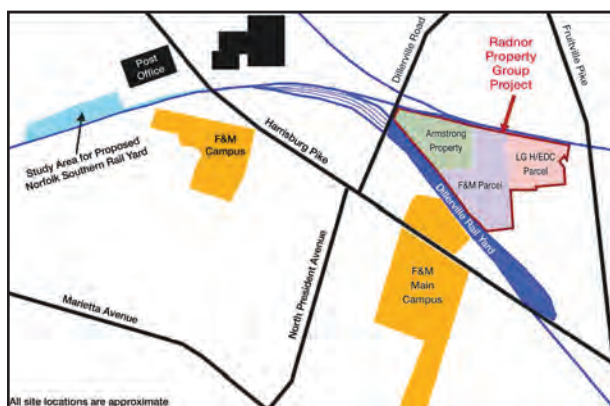 Post
Office
Study Area for Proposed
Norfolk Southern Rail Yard
F&M
Campus
Harrisburg Pike
Dillerville Road
Radnor
Property
Group
Project
Fruitville Pike
Armstrong
Property
F&M Parcel
LG H/EDC
Parcel
Dillerville Rail Yard
F&M
Main
Campus
North President Avenue
Marietta Avenue
All site locations are approximate